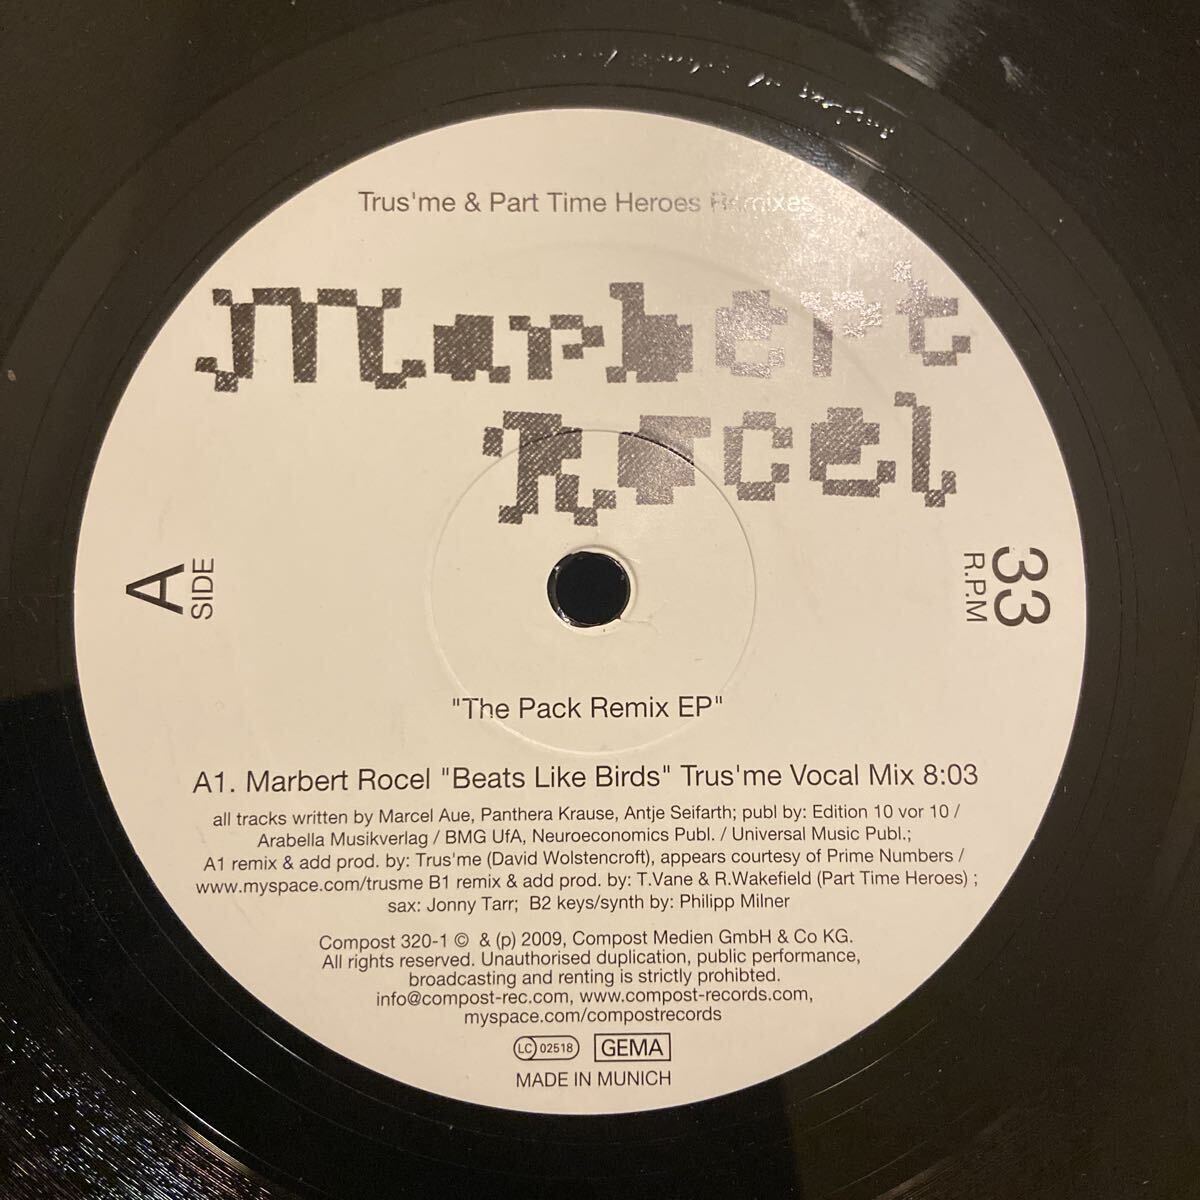 Trus'me & Part Time Heroes Remixes
Marbert
Rocel
A
SIDE
33
R.P.M
"The Pack Remix EP"
A1. Marbert Rocel "Beats Like Birds" Trus'me Vocal Mix 8:03
all tracks written by Marcel Aue, Panthera Krause, Antje Seifarth; publ by: Edition 10 vor 10 /
Arabella Musikverlag / BMG UfA, Neuroeconomics Publ. / Universal Music Publ.;
A1 remix & add prod. by: Trus'me (David Wolstencroft), appears courtesy of Prime Numbers /
www.myspace.com/trusme B1 remix & add prod. by: T.Vane & R.Wakefield (Part Time Heroes) ;
sax: Jonny Tarr; B2 keys/synth by: Philipp Milner
Compost 320-1 © & (p) 2009, Compost Medien GmbH & Co KG.
All rights reserved. Unauthorised duplication, public performance,
broadcasting and renting is strictly prohibted.
info@compost-rec.com, www.compost-records.com,
myspace.com/compostrecords
LC 02518 GEMA
MADE IN MUNICH